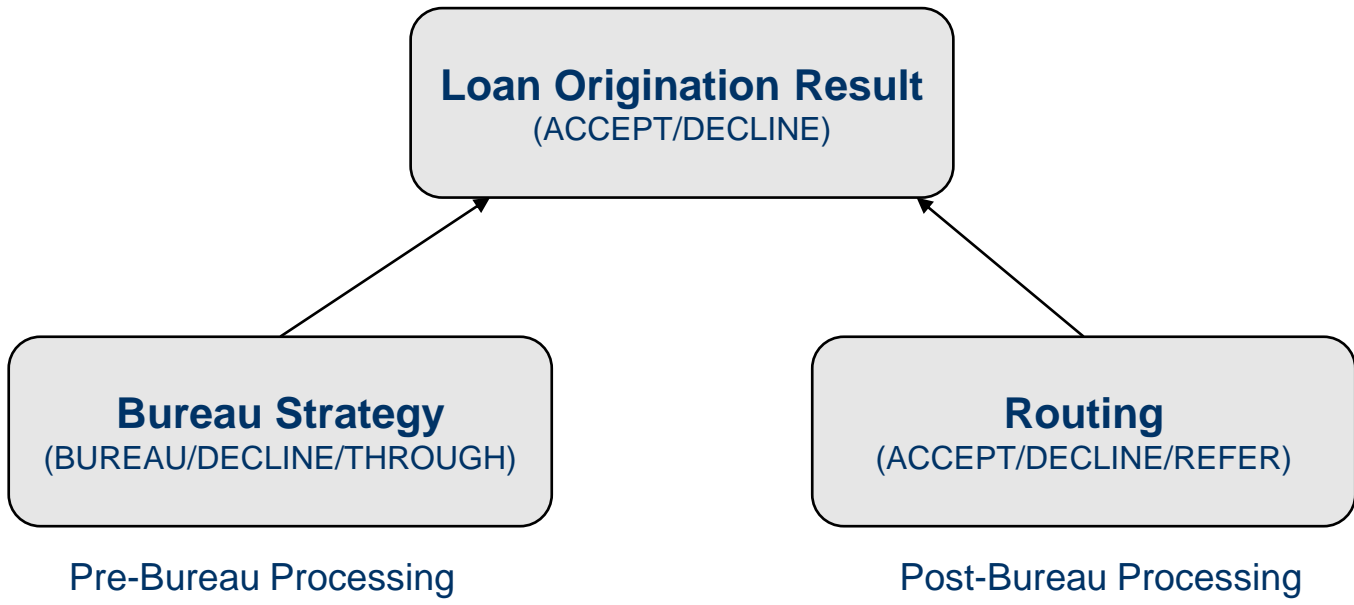 Loan Origination Result
(ACCEPT/DECLINE)
Bureau Strategy
(BUREAU/DECLINE/THROUGH)
Routing
(ACCEPT/DECLINE/REFER)
Pre-Bureau Processing
Post-Bureau Processing